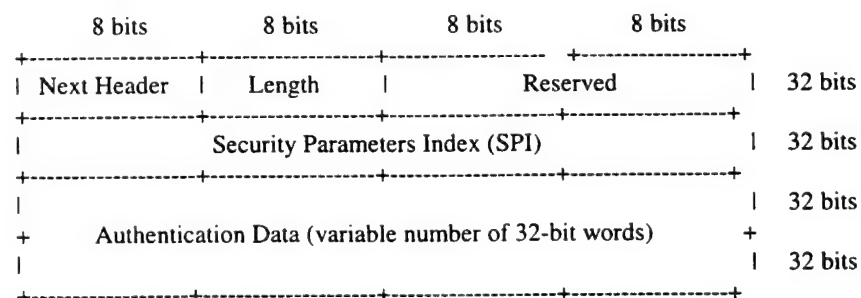 8 bits 8 bits 8 bits 8 bits
+----------------+----------------+--------------- +---------------+
| Next Header | Length | Reserved | 32 bits
+----------------+----------------+----------------+---------------+
| Security Parameters Index (SPI) | 32 bits
+----------------+----------------+----------------+---------------+
| | 32 bits
+ Authentication Data (variable number of 32-bit words) +
| | 32 bits
+---------------+----------------+----------------+---------------+